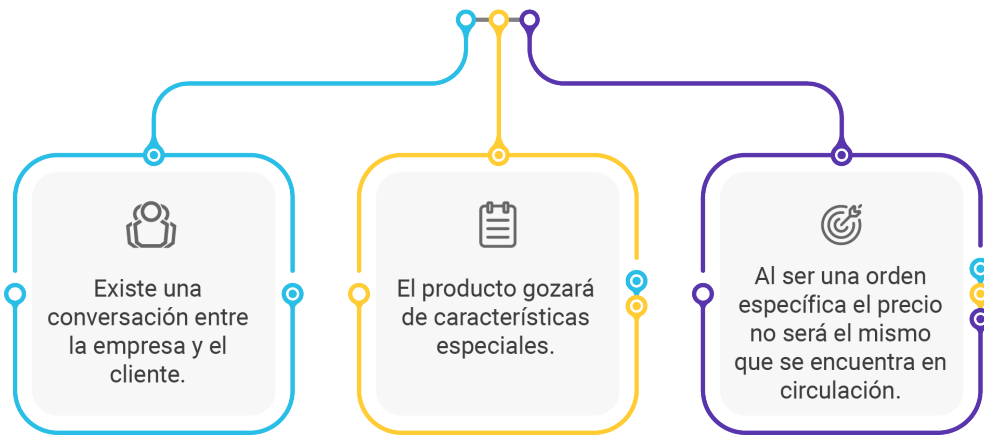 Existe una
conversación entre
la empresa y el
cliente.
El producto gozará
de características
especiales.
Al ser una orden
específica el precio
no será el mismo
que se encuentra en
circulación.